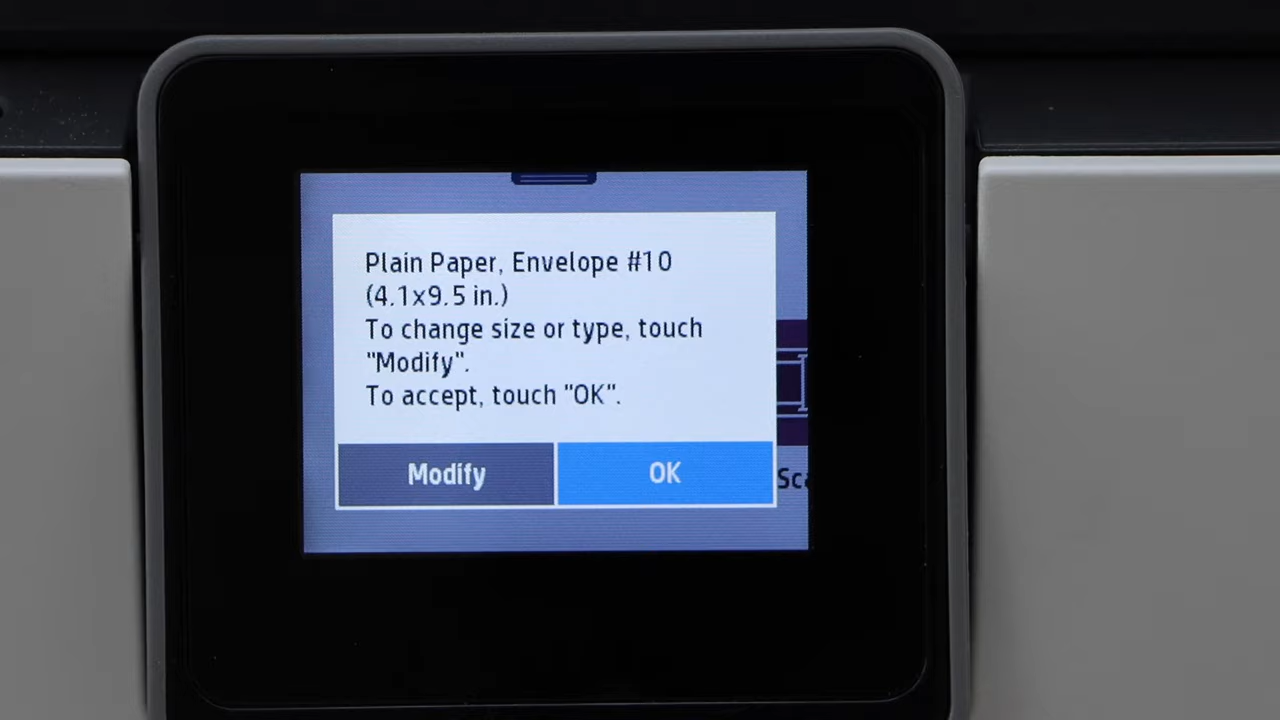 Plain Paper, Envelope #10
(4.1x9.5 in.)
To change size or type, touch
"Modify".
To accept, touch "OK".
Modify
OK